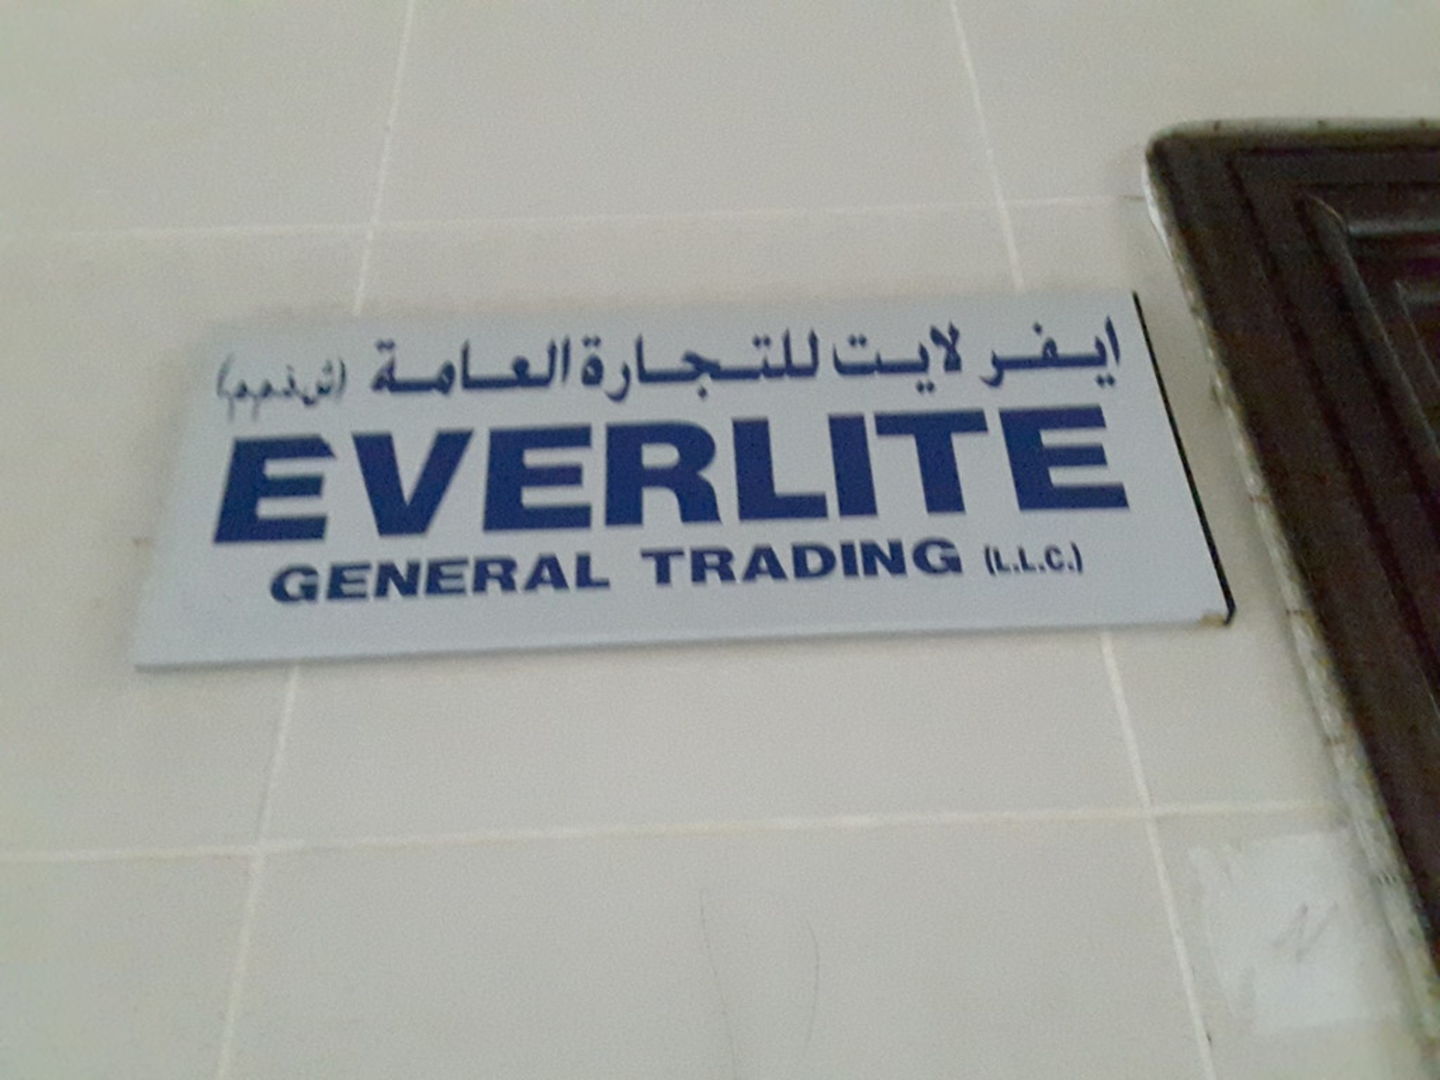 ايفر لايت للتجارة العامة (ش.ذ.م.م)
EVERLITE
GENERAL TRADING (L.L.C.)